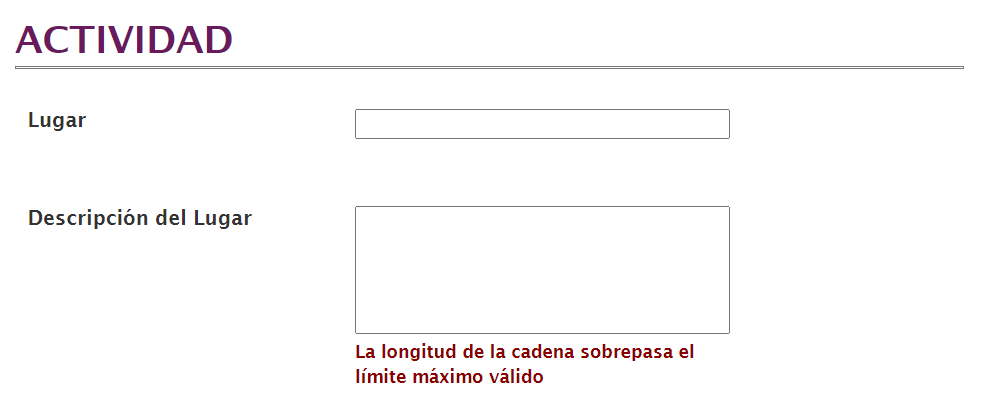 ACTIVIDAD
Lugar
Descripción del Lugar
La longitud de la cadena sobrepasa el
límite máximo válido